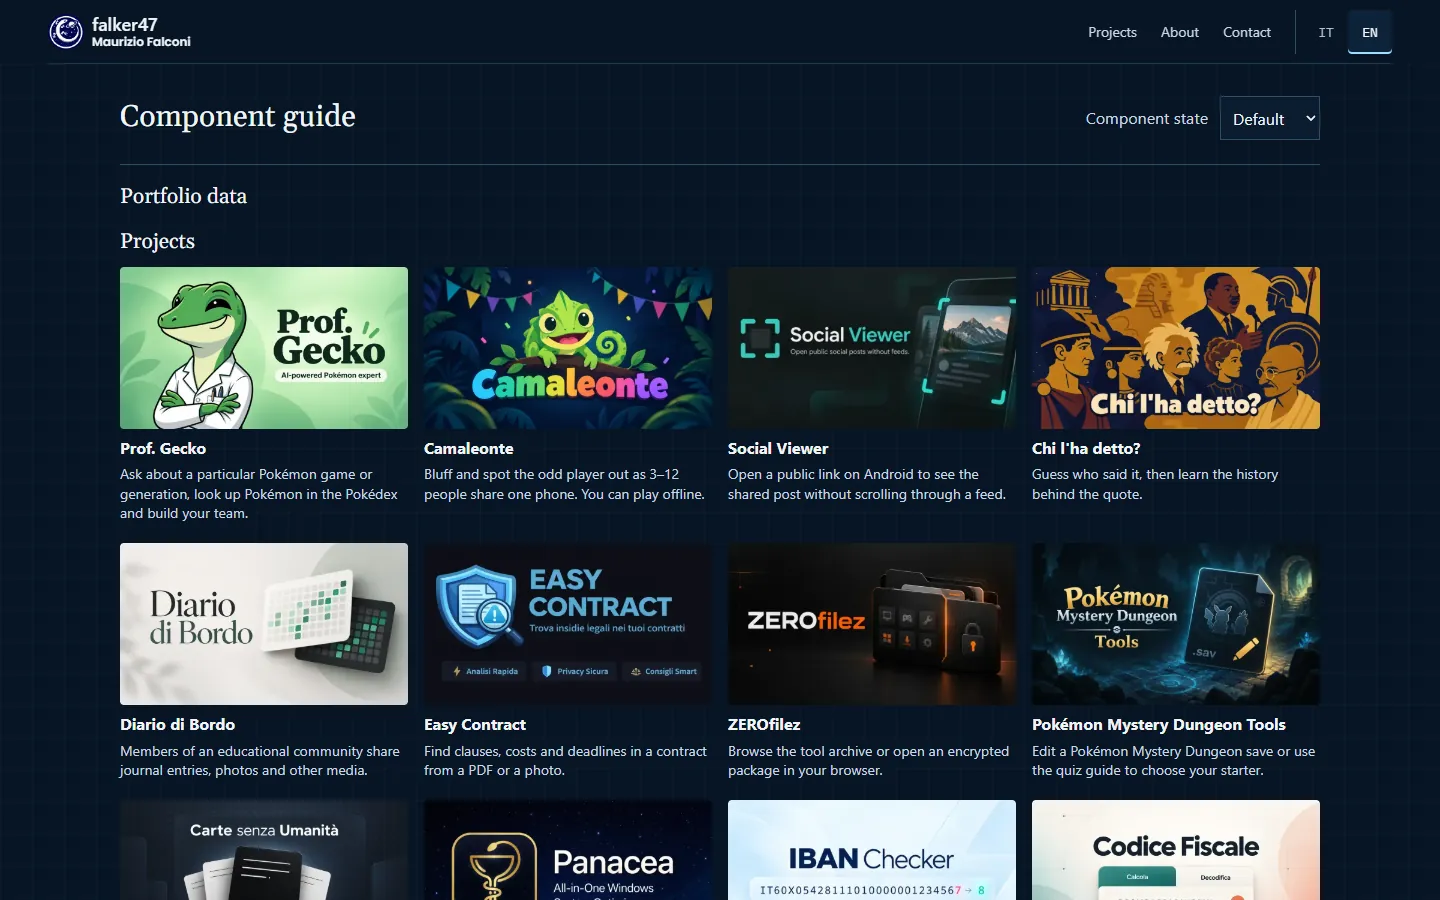 falker47
Maurizio Falconi
Projects
About
Contact
IT
EN
Component guide
Component state
Default
Portfolio data
Projects
Prof.
Gecko
AI-powered Pokémon expert
Camaleonte
Social Viewer
Open public social posts without feeds.
Chi l'ha detto?
Prof. Gecko
Camaleonte
Social Viewer
Chi l'ha detto?
Ask about a particular Pokémon game or
generation, look up Pokémon in the Pokédex
and build your team.
Bluff and spot the odd player out as 3–12
people share one phone. You can play offline.
Open a public link on Android to see the
shared post without scrolling through a feed.
Guess who said it, then learn the history
behind the quote.
Diario
di Bordo
EASY
CONTRACT
Trova insidie legali nei tuoi contratti
Analisi Rapida
Privacy Sicura
Consigli Smart
ZEROfilez
Pokémon
Mystery Dungeon
Tools
.sav
Diario di Bordo
Easy Contract
ZEROfilez
Pokémon Mystery Dungeon Tools
Members of an educational community share
journal entries, photos and other media.
Find clauses, costs and deadlines in a contract
from a PDF or a photo.
Browse the tool archive or open an encrypted
package in your browser.
Edit a Pokémon Mystery Dungeon save or use
the quiz guide to choose your starter.
Carte senza Umanità
Panacea
All-in-One Windows
IBAN Checker
IT60X05428111010000001234567 → 8
Codice Fiscale
Calcola
Decodifica